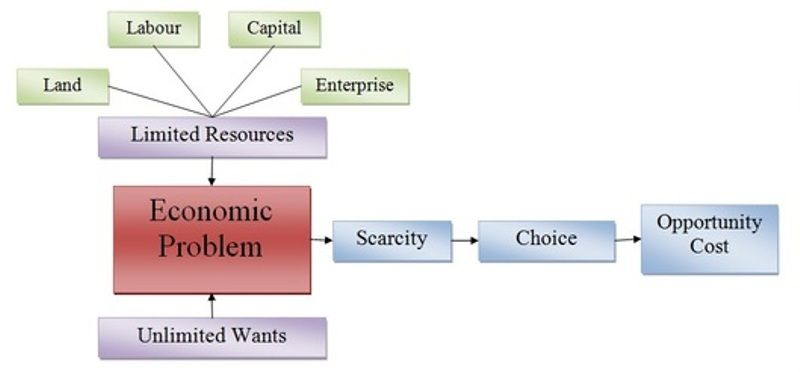 Labour
Capital
Land
Enterprise
Limited Resources
Economic
Problem
Scarcity
Choice
Opportunity
Cost
Unlimited Wants